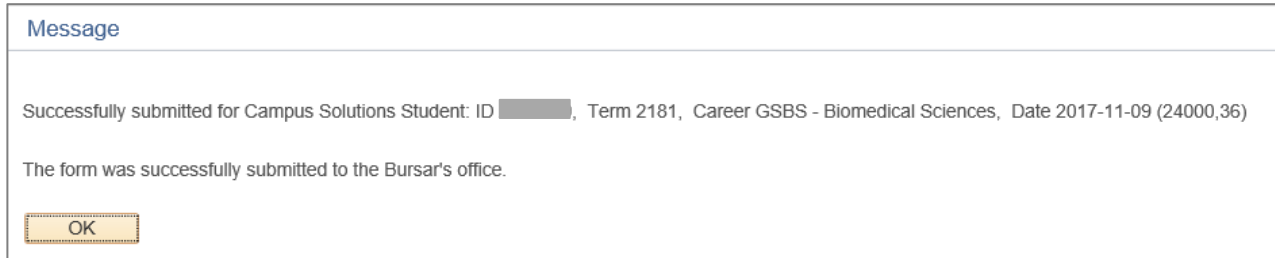 Message
Successfully submitted for Campus Solutions Student: ID , Term 2181, Career GSBS - Biomedical Sciences, Date 2017-11-09 (24000,36)
The form was successfully submitted to the Bursar's office.
OK